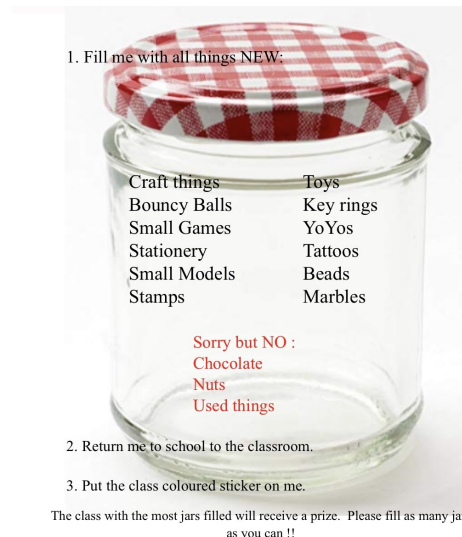 1. Fill me with all things NEW:
Craft things
Bouncy Balls
Small Games
Stationery
Small Models
Stamps
Toys
Key rings
YoYos
Tattoos
Beads
Marbles
Sorry but NO :
Chocolate
Nuts
Used things
2. Return me to school to the classroom.
3. Put the class coloured sticker on me.
The class with the most jars filled will receive a prize. Please fill as many
as you can !!